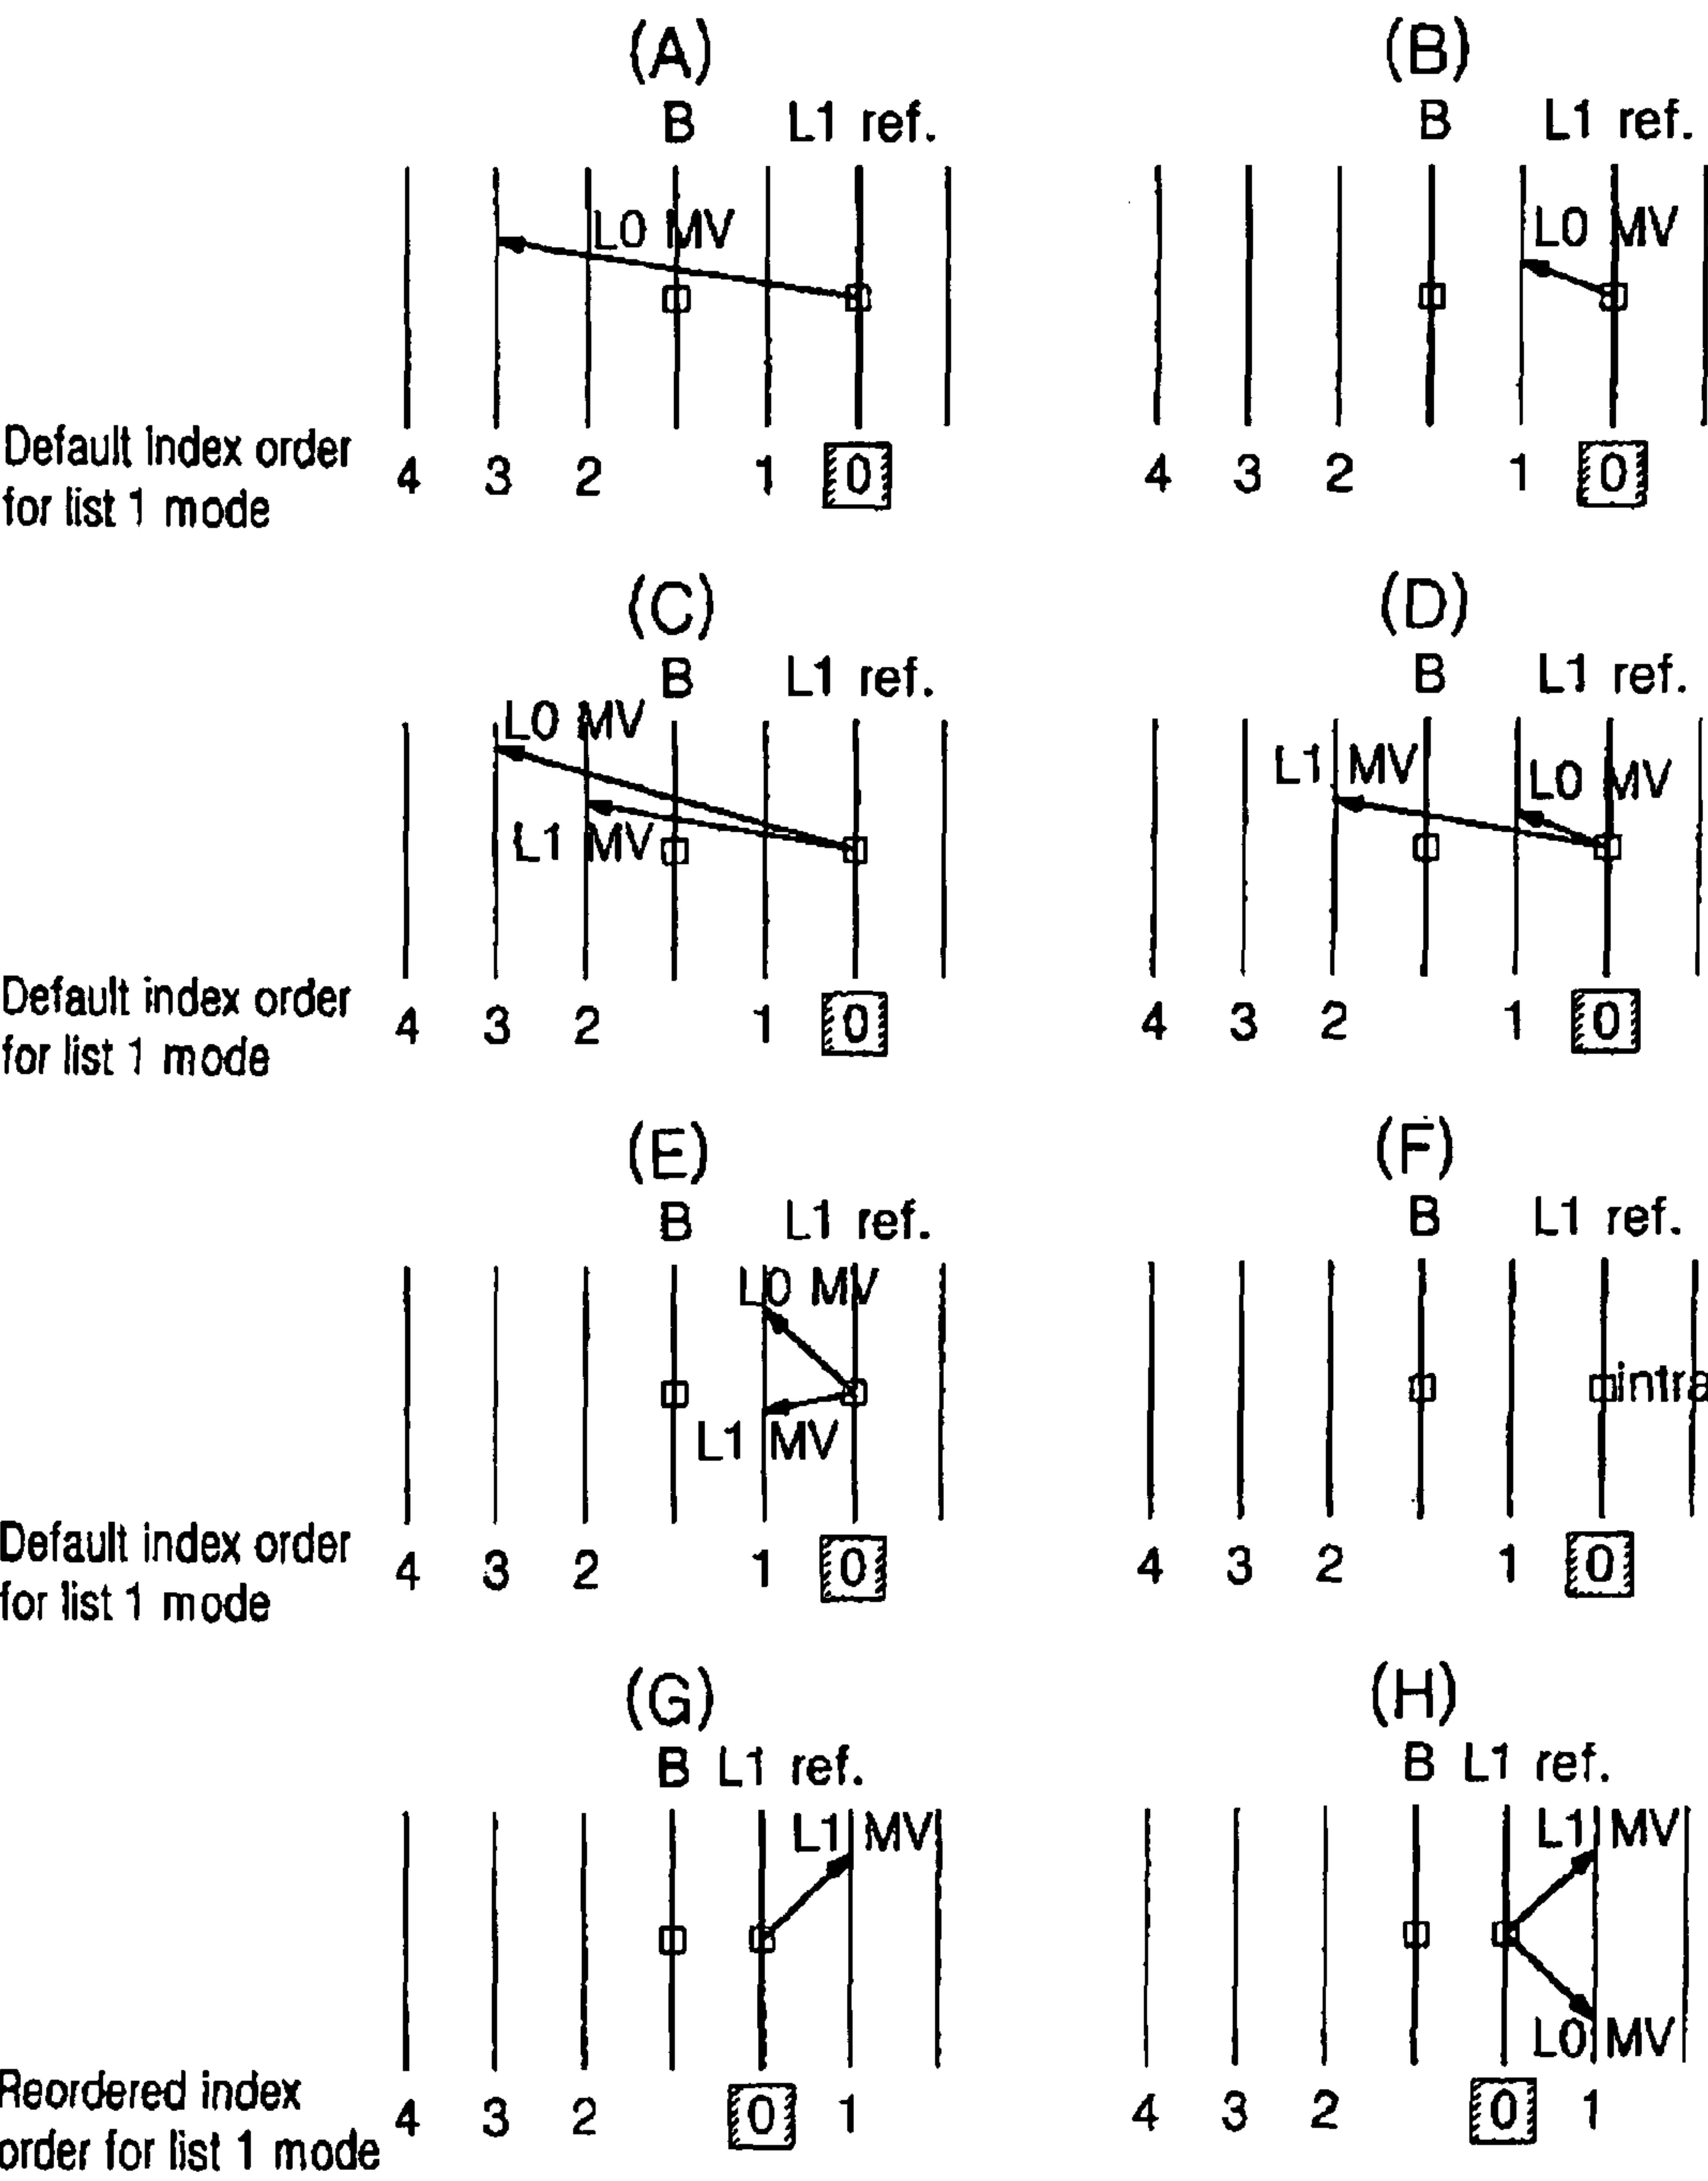 (A) (B)
B L1 ref. B L1 ref.
L0 MV L0 MV
Default index order
for list 1 mode
4 3 2 1 0 4 3 2 1 0
(C) (D)
B L1 ref. B L1 ref.
L0 MV
L1 MV
L1 MV L0 MV
Default index order
for list 1 mode
4 3 2 1 0 4 3 2 1 0
(E) (F)
B L1 ref. B L1 ref.
L0 MV
L1 MV
intra
Default index order
for list 1 mode
4 3 2 1 0 4 3 2 1 0
(G) (H)
B L1 ref. B L1 ref.
L1 MV L1 MV
L0 MV
Reordered index
order for list 1 mode
4 3 2 0 1 4 3 2 0 1